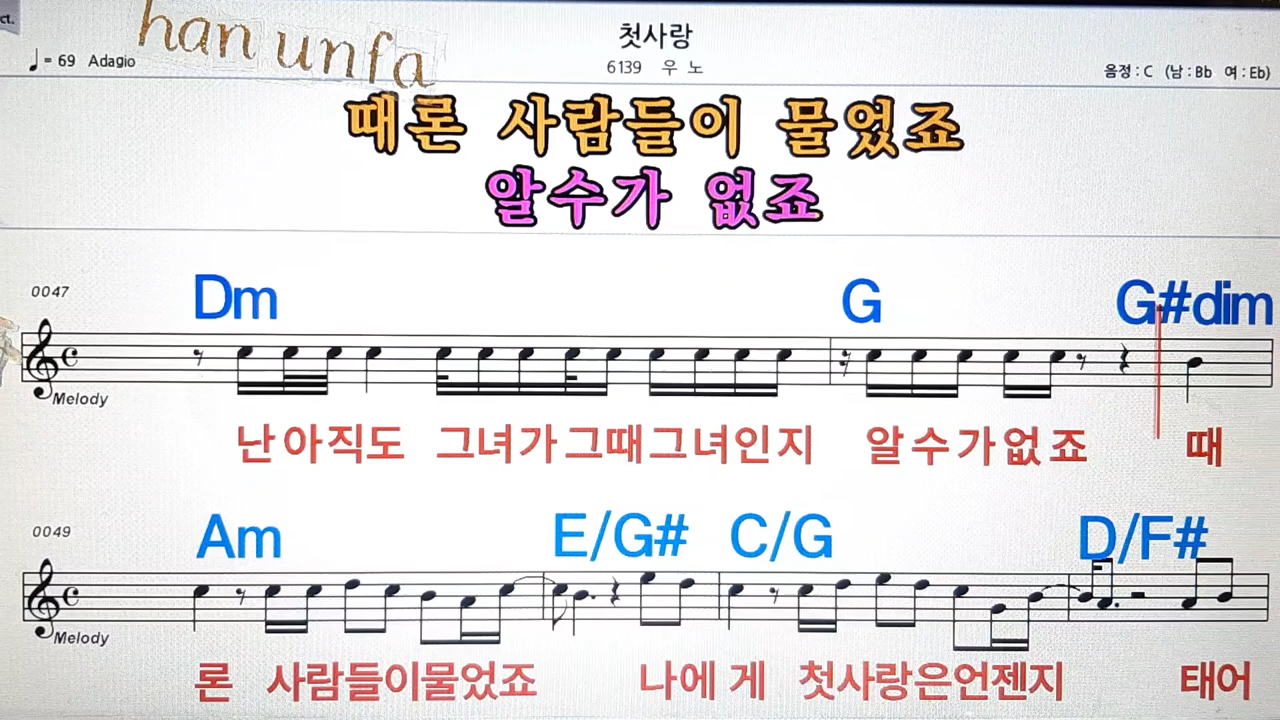 ct.
han unfa
첫사랑
♩= 69 Adagio
6139 우 노
음정 : C (남 : Bb 여 : Eb)
때론 사람들이 물었죠
알수가 없죠
0047
Dm G G#dim
Melody
난아직도 그녀가그때그녀인지 알수가없죠 때
0049
Am E/G# C/G D/F#
Melody
론 사람들이물었죠 나에게 첫사랑은언젠지 태어